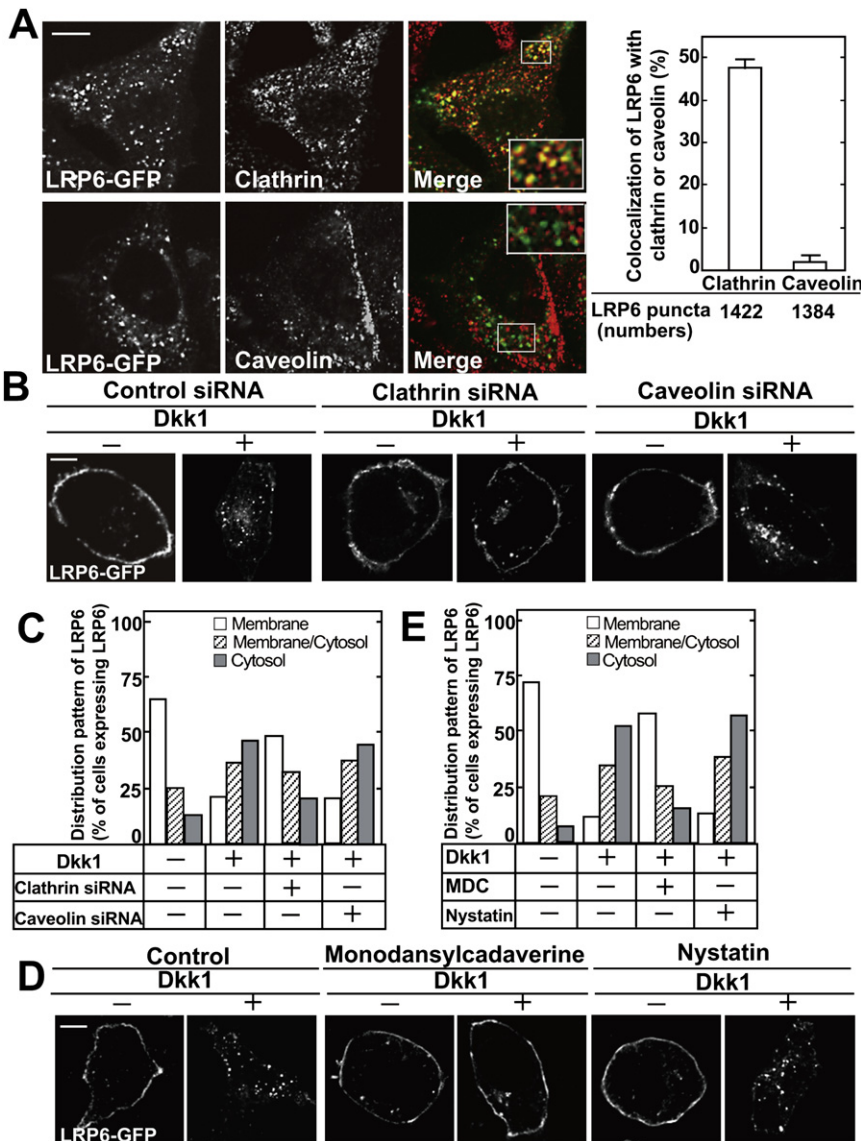 A
LRP6-GFP
Clathrin
Merge
LRP6-GFP
Caveolin
Merge
Colocalization of LRP6 with
clathrin or caveolin (%)
50
40
30
20
10
0
Clathrin Caveolin
LRP6 puncta 1422 1384
(numbers)
B
Control siRNA Clathrin siRNA Caveolin siRNA
Dkk1 Dkk1 Dkk1
– + – + – +
LRP6-GFP
C
Distribution pattern of LRP6
(% of cells expressing LRP6)
100
75
50
25
0
Membrane
Membrane/Cytosol
Cytosol
Dkk1 – + + +
Clathrin siRNA – – + –
Caveolin siRNA – – – +
E
Distribution pattern of LRP6
(% of cells expressing LRP6)
100
75
50
25
0
Membrane
Membrane/Cytosol
Cytosol
Dkk1 – + + +
MDC – – + –
Nystatin – – – +
D
Control Monodansylcadaverine Nystatin
Dkk1 Dkk1 Dkk1
– + – + – +
LRP6-GFP